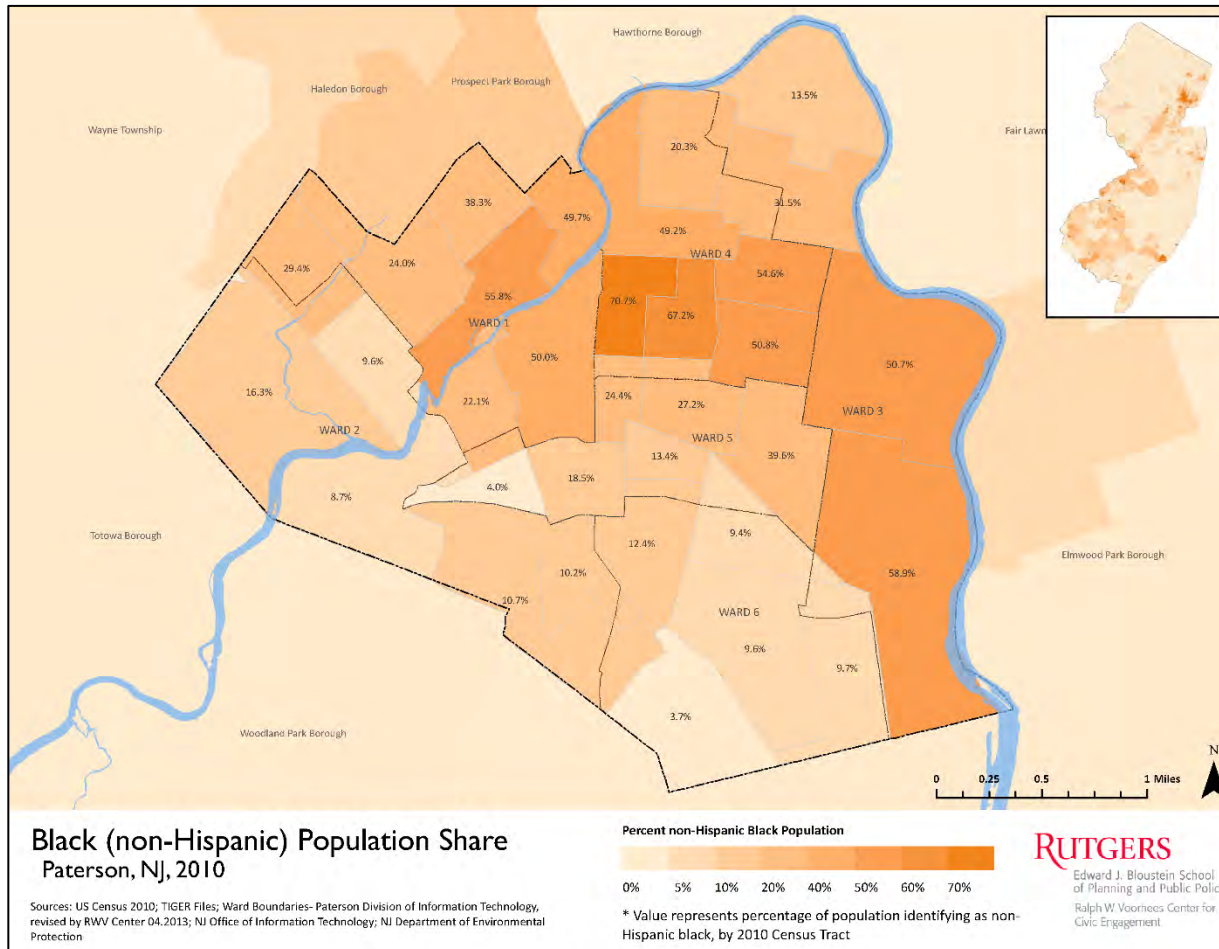 Hawthorne Borough
Prospect Park Borough
Haledon Borough
Wayne Township
Fair Lawn
13.5%
20.3%
38.3%
31.5%
49.7%
49.2%
WARD 4
24.0%
29.4%
54.6%
55.8%
70.7%
67.2%
WARD 1
50.8%
50.0%
9.6%
50.7%
16.3%
24.4%
22.1%
27.2%
WARD 3
WARD 2
WARD 5
13.4%
39.6%
18.5%
4.0%
8.7%
Totowa Borough
9.4%
12.4%
Elmwood Park Borough
10.2%
58.9%
10.7%
WARD 6
9.6%
9.7%
3.7%
Woodland Park Borough
N
0 0.25 0.5 1 Miles
Black (non-Hispanic) Population Share
Paterson, NJ, 2010
Sources: US Census 2010; TIGER Files; Ward Boundaries- Paterson Division of Information Technology,
revised by RWV Center 04.2013; NJ Office of Information Technology; NJ Department of Environmental
Protection
Percent non-Hispanic Black Population
0% 5% 10% 20% 40% 50% 60% 70%
* Value represents percentage of population identifying as non-
Hispanic black, by 2010 Census Tract
RUTGERS
Edward J. Bloustein School
of Planning and Public Polic
Ralph W. Voorhees Center for
Civic Engagement